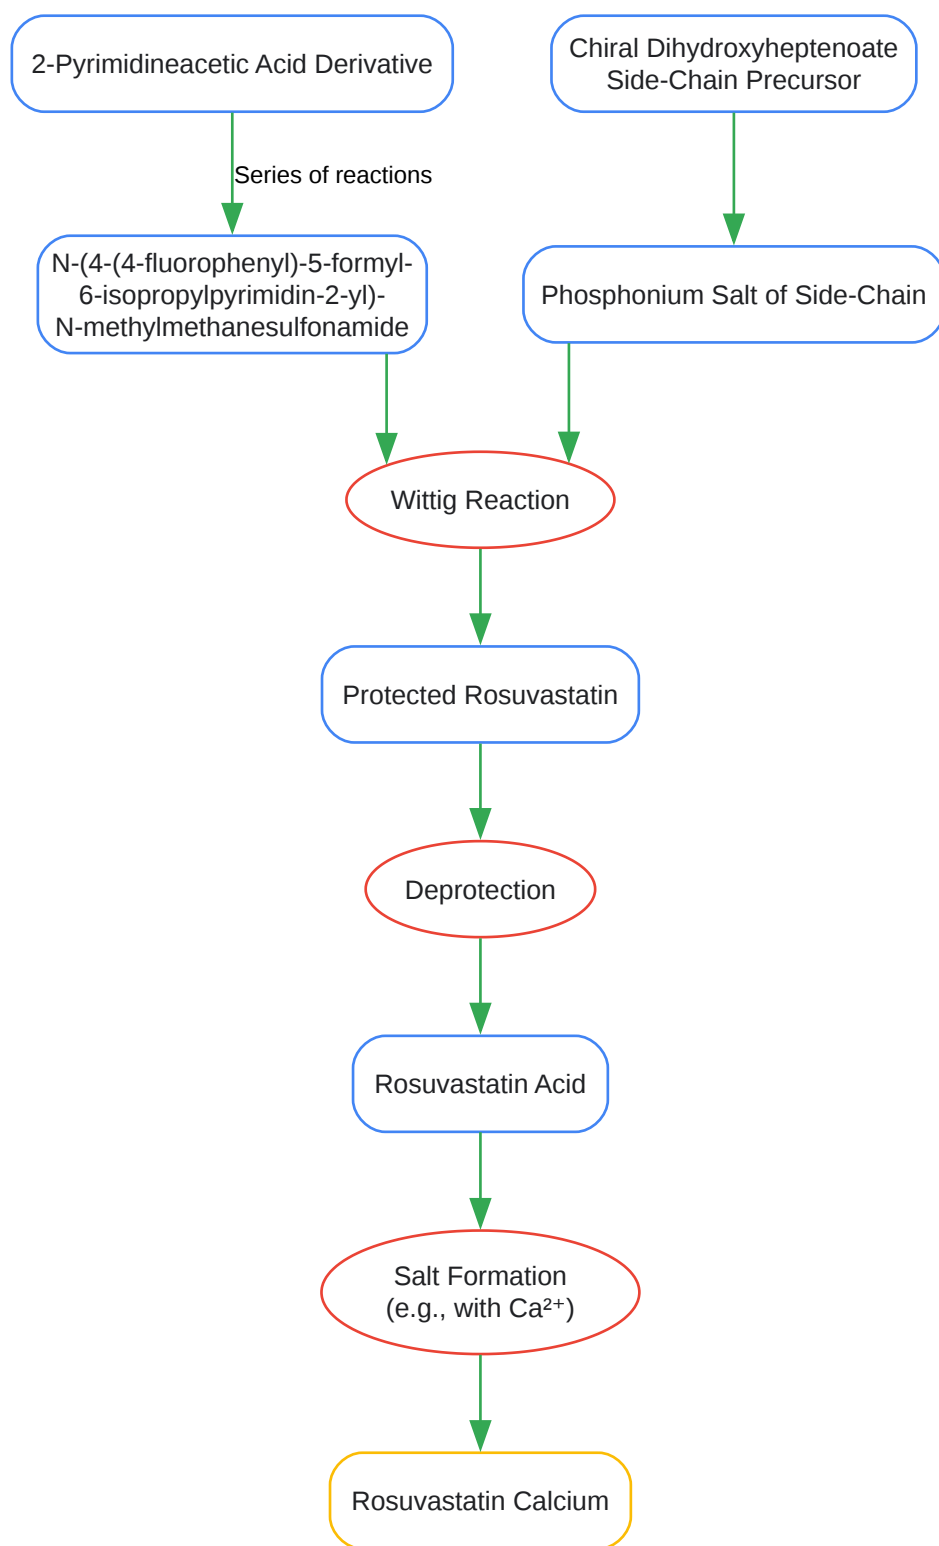 2-Pyrimidineacetic Acid Derivative
Chiral Dihydroxyheptenoate
Side-Chain Precursor
Series of reactions
N-(4-(4-fluorophenyl)-5-formyl-
6-isopropylpyrimidin-2-yl)-
N-methylmethanesulfonamide
Phosphonium Salt of Side-Chain
Wittig Reaction
Protected Rosuvastatin
Deprotection
Rosuvastatin Acid
Salt Formation
(e.g., with Ca²⁺)
Rosuvastatin Calcium